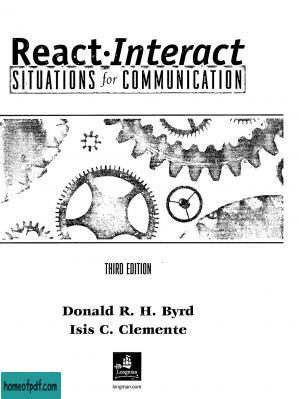 React·Interact
SITUATIONS for COMMUNICATION
THIRD EDITION
Donald R. H. Byrd
Isis C. Clemente
Longman
longman.com
homeofpdf.com